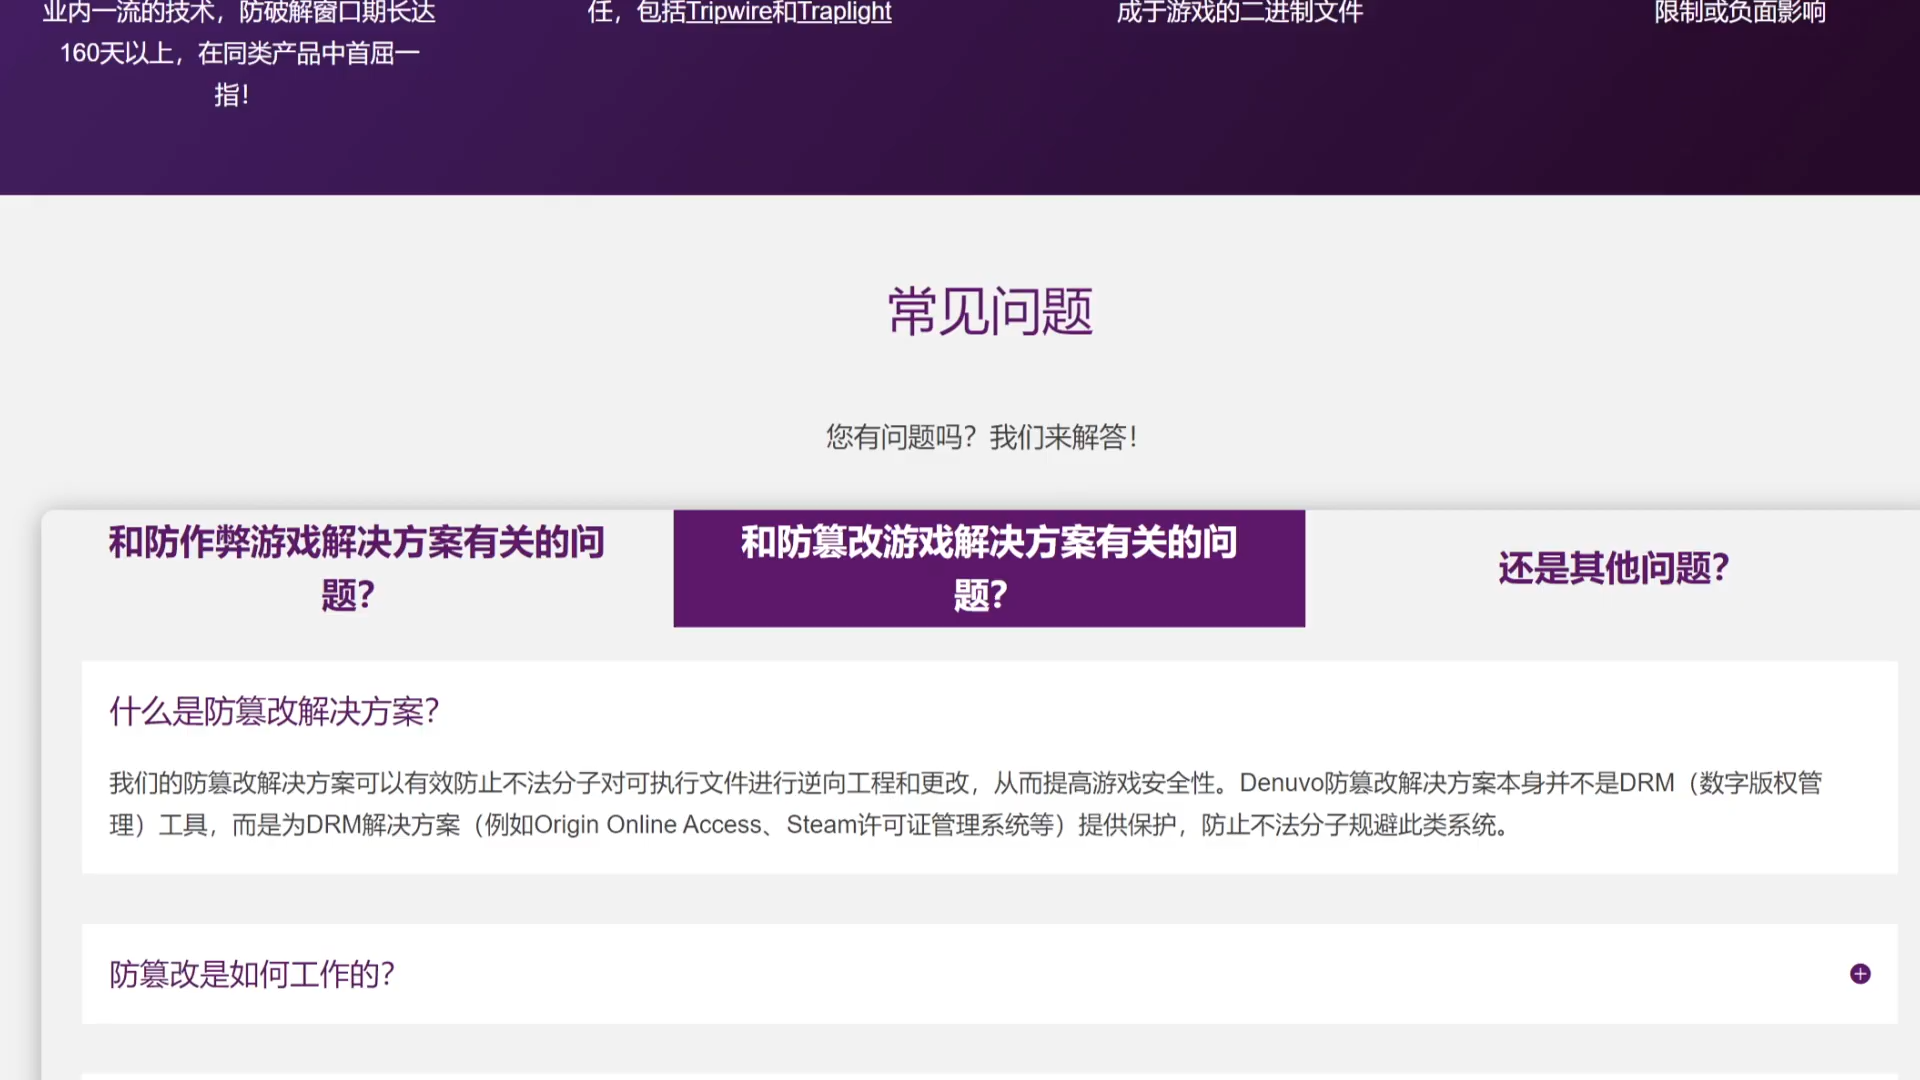 业内一流的技术，防破解窗口期长达
160天以上，在同类产品中首屈一
指！
任，包括Tripwire和Traplight
成于游戏的二进制文件
限制或负面影响
常见问题
您有问题吗？我们来解答！
和防作弊游戏解决方案有关的问
题？
和防篡改游戏解决方案有关的问
题？
还是其他问题？
什么是防篡改解决方案？
我们的防篡改解决方案可以有效防止不法分子对可执行文件进行逆向工程和更改，从而提高游戏安全性。Denuvo防篡改解决方案本身并不是DRM（数字版权管
理）工具，而是为DRM解决方案（例如Origin Online Access、Steam许可证管理系统等）提供保护，防止不法分子规避此类系统。
防篡改是如何工作的？